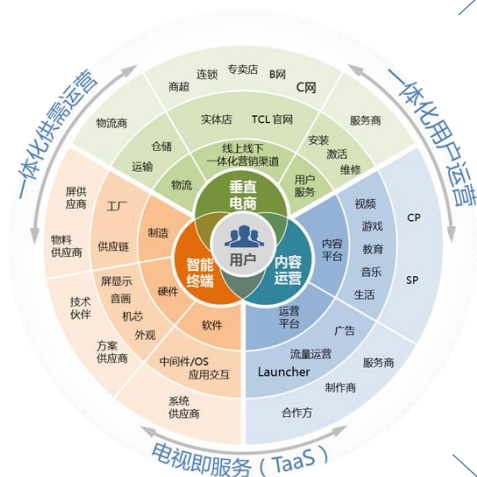 一体化供需运营
一体化用户运营
电视即服务（TaaS）
商超
连锁
专卖店
B网
C网
物流商
服务商
实体店
TCL 官网
仓储
运输
安装
激活
维修
线上线下
一体化营销渠道
物流
用户
服务
垂直
电商
用户
智能
终端
内容
运营
屏供
应商
物料
供应商
工厂
供应链
制造
技术
伙伴
方案
供应商
屏显示
音画
机芯
外观
硬件
软件
中间件/OS
应用交互
系统
供应商
内容
平台
视频
游戏
教育
音乐
生活
CP
SP
运营
平台
广告
流量运营
Launcher
服务商
制作商
合作方